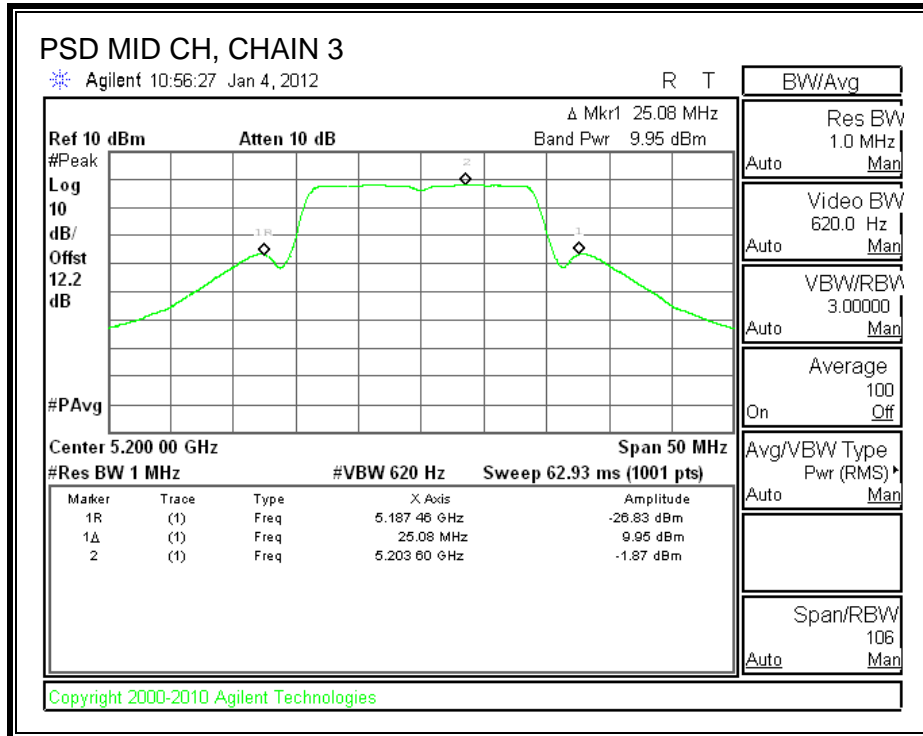 PSD MID CH, CHAIN 3
Agilent 10:56:27 Jan 4, 2012
R T
Δ Mkr1 25.08 MHz
Ref 10 dBm Atten 10 dB Band Pwr 9.95 dBm
#Peak
Log
10
dB/
Offst
12.2
dB
#PAvg
1R
2
1
Center 5.200 00 GHz Span 50 MHz
#Res BW 1 MHz #VBW 620 Hz Sweep 62.93 ms (1001 pts)
Marker Trace Type X Axis Amplitude
1R (1) Freq 5.187 46 GHz -26.83 dBm
1Δ (1) Freq 25.08 MHz 9.95 dBm
2 (1) Freq 5.203 60 GHz -1.87 dBm
BW/Avg
Res BW
1.0 MHz
Auto Man
Video BW
620.0 Hz
Auto Man
VBW/RBW
3.00000
Auto Man
Average
100
On Off
Avg/VBW Type
Pwr (RMS)
Auto Man
Span/RBW
106
Auto Man
Copyright 2000-2010 Agilent Technologies